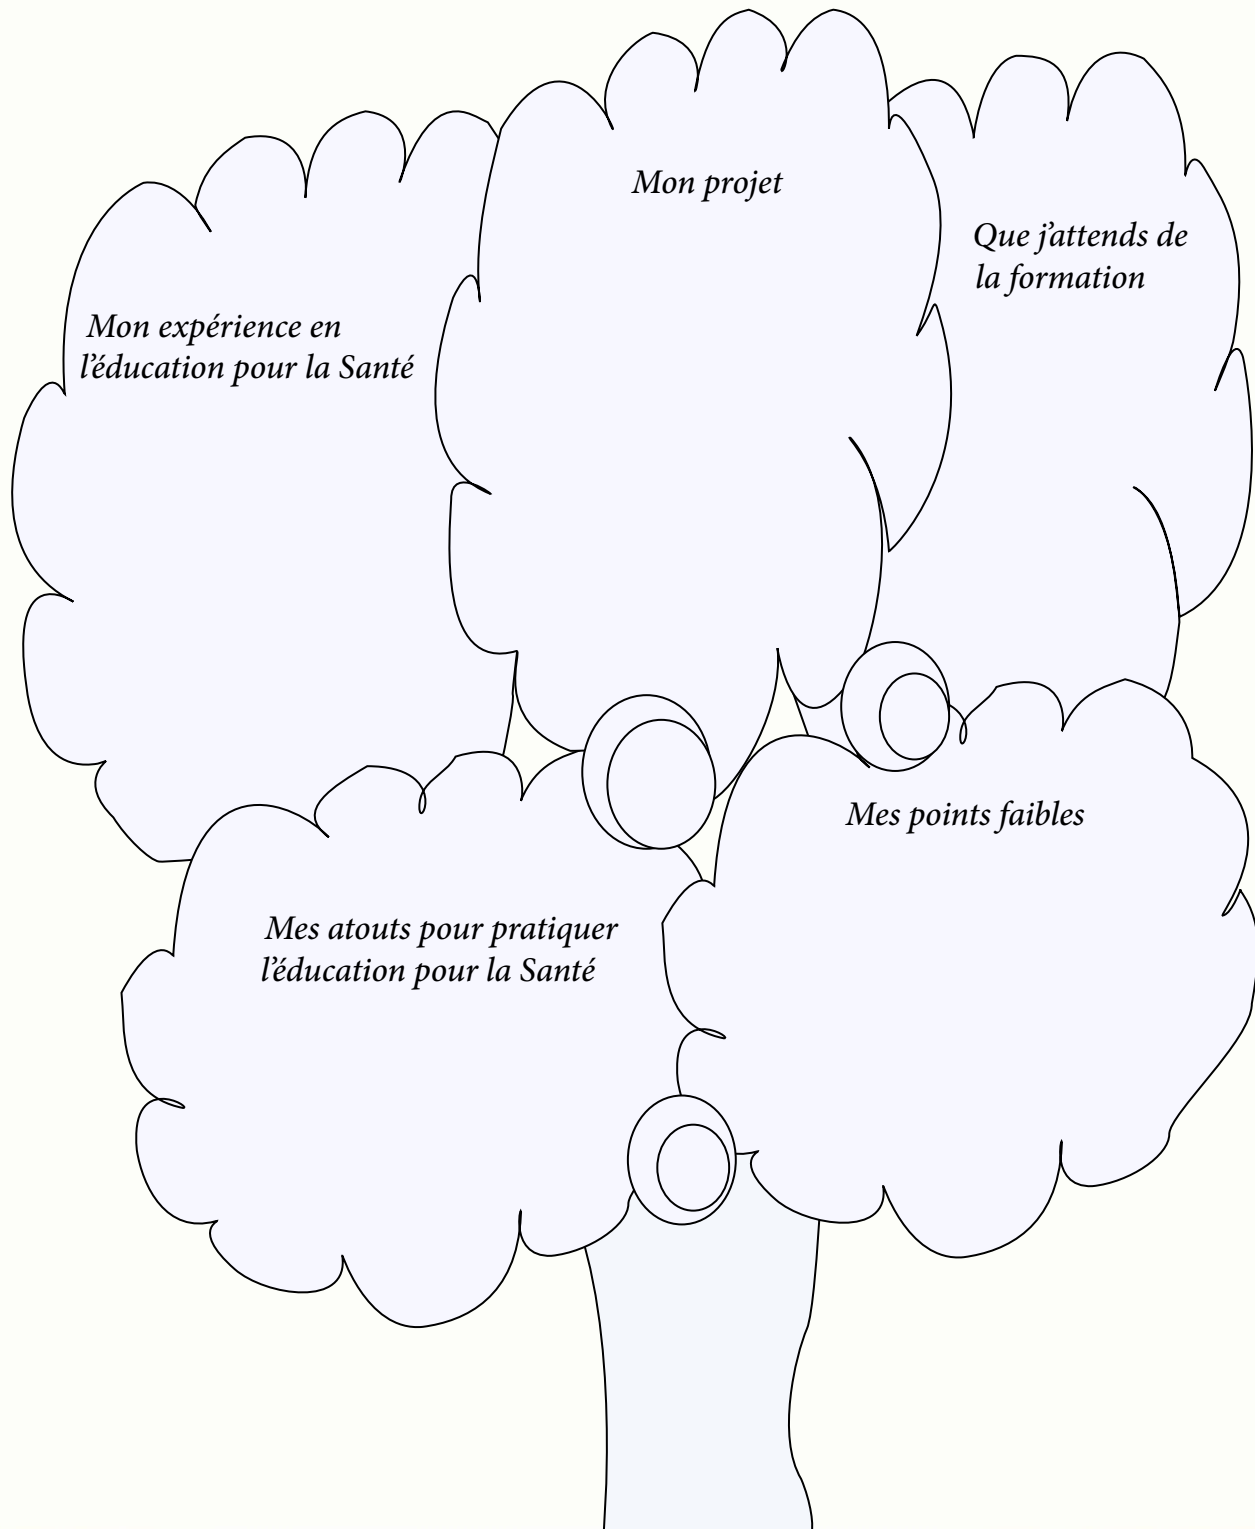 Mon projet
Que j'attends de
la formation
Mon expérience en
l'éducation pour la Santé
Mes points faibles
Mes atouts pour pratiquer
l'éducation pour la Santé